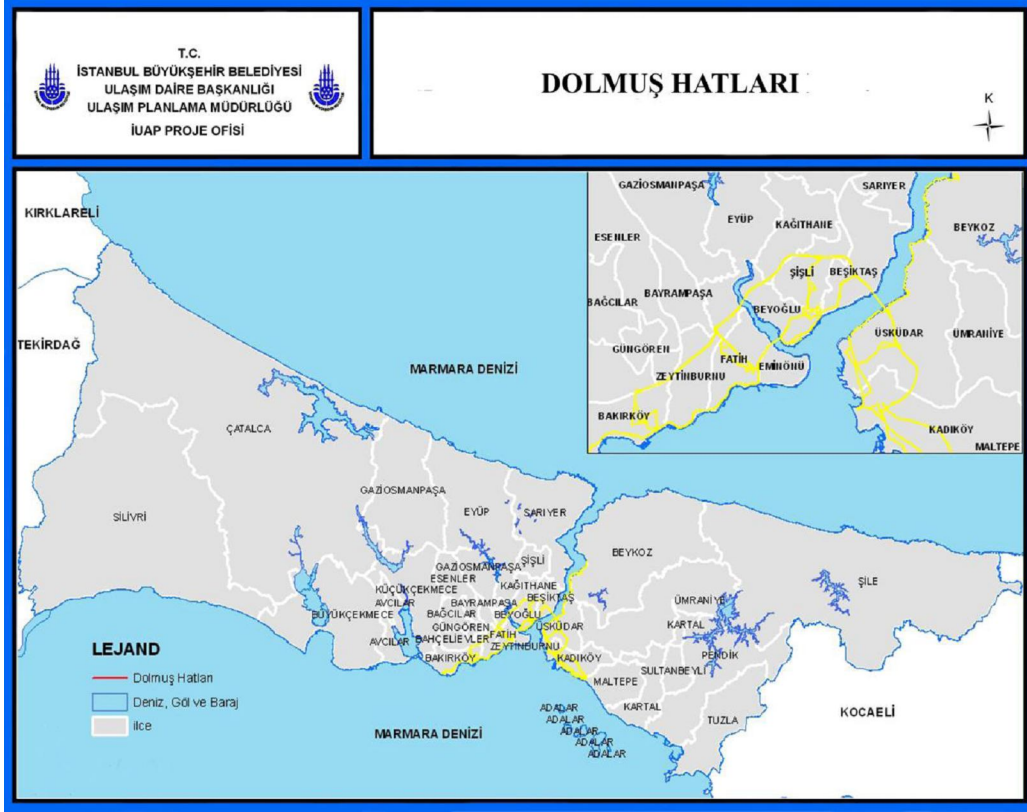 T.C.
İSTANBUL BÜYÜKŞEHİR BELEDİYESİ
ULAŞIM DAİRE BAŞKANLIĞI
ULAŞIM PLANLAMA MÜDÜRLÜĞÜ
İUAP PROJE OFİSİ
DOLMUŞ HATLARI
K
KIRKLARELİ
TEKİRDAĞ
MARMARA DENİZİ
ÇATALCA
SİLİVRİ
GAZİOSMANPAŞA
EYÜP
SARIYER
BEYKOZ
ŞİLE
ŞİŞLİ
GAZİOSMANPAŞA
ESENLER
KAĞITHANE
KÜÇÜKÇEKMECE
BEŞİKTAŞ
AVCILAR
BAYRAMPAŞA
ÜMRANİYE
BÜYÜKÇEKMECE
BAĞCILAR
BEYOĞLU
KARTAL
GÜNGÖREN
ÜSKÜDAR
AVCILAR
BAHÇELİEVLER
FATİH
ZEYTİNBURNU
PENDİK
BAKIRKÖY
KADIKÖY
SULTANBEYLİ
MALTEPE
KARTAL
TUZLA
KOCAELİ
ADALAR
ADALAR
ADALAR
ADALAR
ADALAR
MARMARA DENİZİ
LEJAND
Dolmuş Hatları
Deniz, Göl ve Baraj
ilce
GAZİOSMANPAŞA
SARIYER
EYÜP
KAĞITHANE
BEYKOZ
ESENLER
ŞİŞLİ
BEŞİKTAŞ
BAYRAMPAŞA
BAĞCILAR
BEYOĞLU
ÜSKÜDAR
ÜMRANİYE
GÜNGÖREN
FATİH
EMİNÖNÜ
ZEYTİNBURNU
BAKIRKÖY
KADIKÖY
MALTEPE